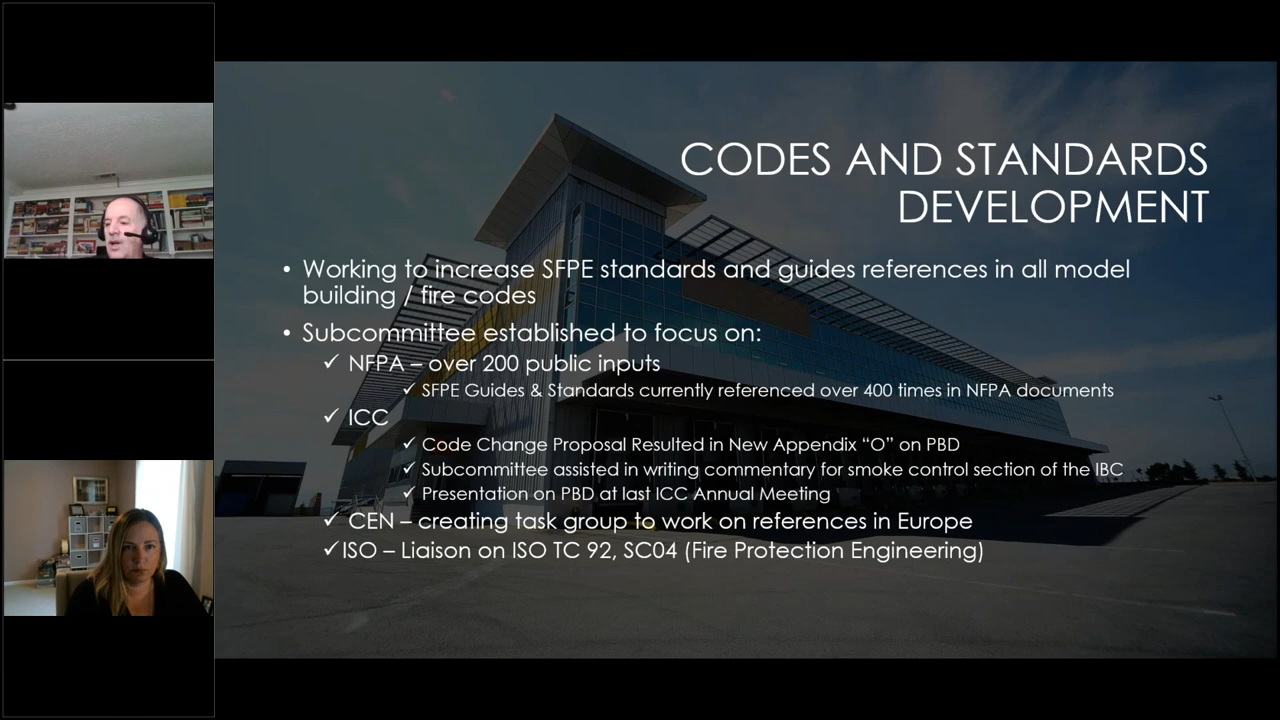 CODES AND STANDARDS
DEVELOPMENT
• Working to increase SFPE standards and guides references in all model
building / fire codes
• Subcommittee established to focus on:
✓ NFPA – over 200 public inputs
✓ SFPE Guides & Standards currently referenced over 400 times in NFPA documents
✓ ICC
✓ Code Change Proposal Resulted in New Appendix “O” on PBD
✓ Subcommittee assisted in writing commentary for smoke control section of the IBC
✓ Presentation on PBD at last ICC Annual Meeting
✓ CEN – creating task group to work on references in Europe
✓ISO – Liaison on ISO TC 92, SC04 (Fire Protection Engineering)